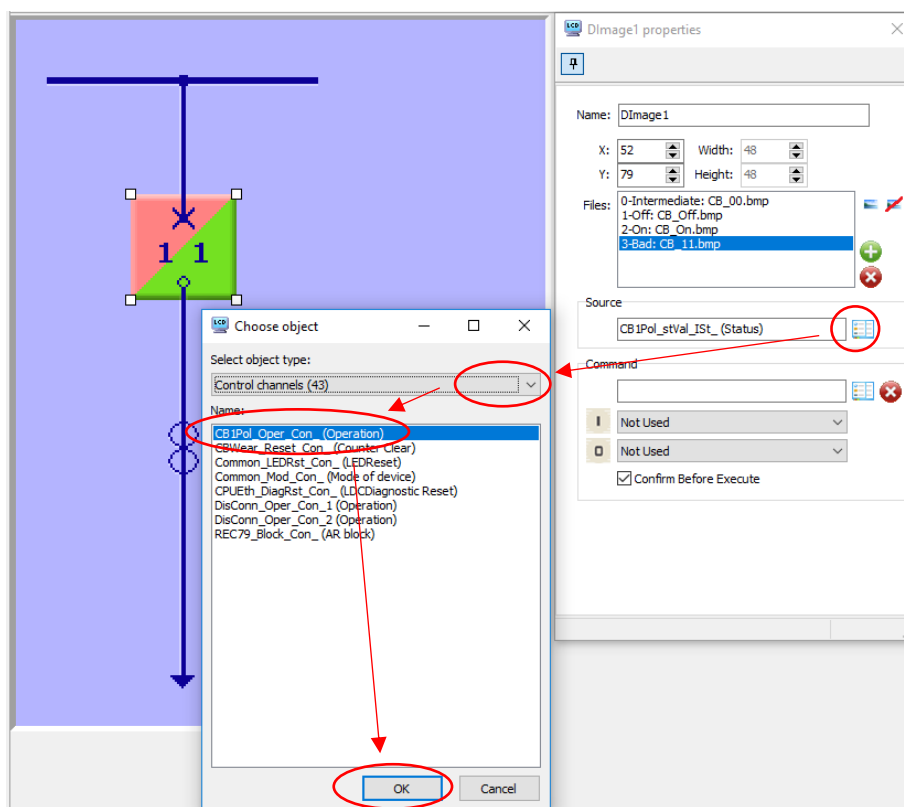 DImage1 properties
Name: DImage1
X: 52 Width: 48
Y: 79 Height: 48
Files: 0-Intermediate: CB_00.bmp
1-Off: CB_Off.bmp
2-On: CB_On.bmp
3-Bad: CB_11.bmp
Source
CB1Pol_stVal_ISt_ (Status)
Command
I Not Used
O Not Used
Confirm Before Execute
1 1
LCD Choose object
Select object type:
Control channels (43)
Name:
CB1Pol_Oper_Con_ (Operation)
CBWear_Reset_Con_ (Counter Clear)
Common_LEDRst_Con_ (LEDReset)
Common_Mod_Con_ (Mode of device)
CPUEth_DiagRst_Con_ (LDCDiagnostic Reset)
DisConn_Oper_Con_1 (Operation)
DisConn_Oper_Con_2 (Operation)
REC79_Block_Con_ (AR block)
OK Cancel